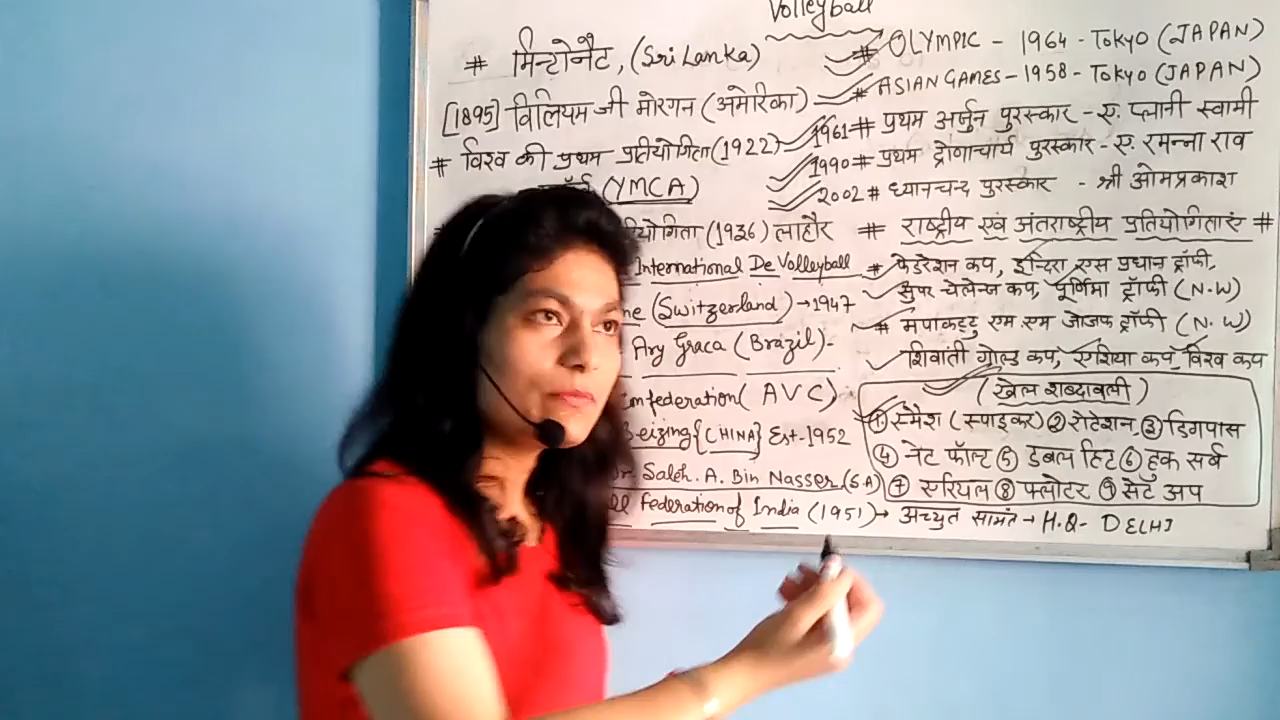 Volleyball
# मिन्टोनैट, (Sri Lanka)
[1895] विलियम जी मोरगन (अमेरिका)
# विश्व की प्रथम प्रतियोगिता (1922)
(YMCA)
योगिता (1936) लाहौर
International De Volleyball
ne (Switzerland) → 1947
Ary Graca (Brazil)-
nfederation (AVC)
Beizing {CHINA} Est-1952
Dr. Saleh. A. Bin Nasser (S.A)
ll Federation of India (1951) → अच्युत सामंत → H.Q- DELHI
# OLYMPIC - 1964 - TOKYO (JAPAN)
# ASIAN GAMES - 1958 - TOKYO (JAPAN)
1961 # प्रथम अर्जुन पुरस्कार - ए. प्लानी स्वामी
1990 # प्रथम द्रोणाचार्य पुरस्कार - ए. रमन्ना राव
2002 # ध्यानचन्द पुरस्कार - श्री ओमप्रकाश
# राष्ट्रीय एवं अंतराष्ट्रीय प्रतियोगिताएं #
# फेडरेशन कप, इन्दिरा एस प्रधान ट्रॉफी,
सुपर चेलेन्ज कप, पूर्णिमा ट्रॉफी (N.W)
# मपाकहदु एम एम जोजफ ट्रॉफी (N.W)
शिवांती गोल्ड कप, एशिया कप, विश्व कप
(खेल शब्दावली)
① स्मैश (स्पाइकर) ② रोटेशन, ③ डिगपास
④ नेट फॉल्ट ⑤ डबल हिट ⑥ हुक सर्व
⑦ एरियल ⑧ फ्लोटर ⑨ सेट अप